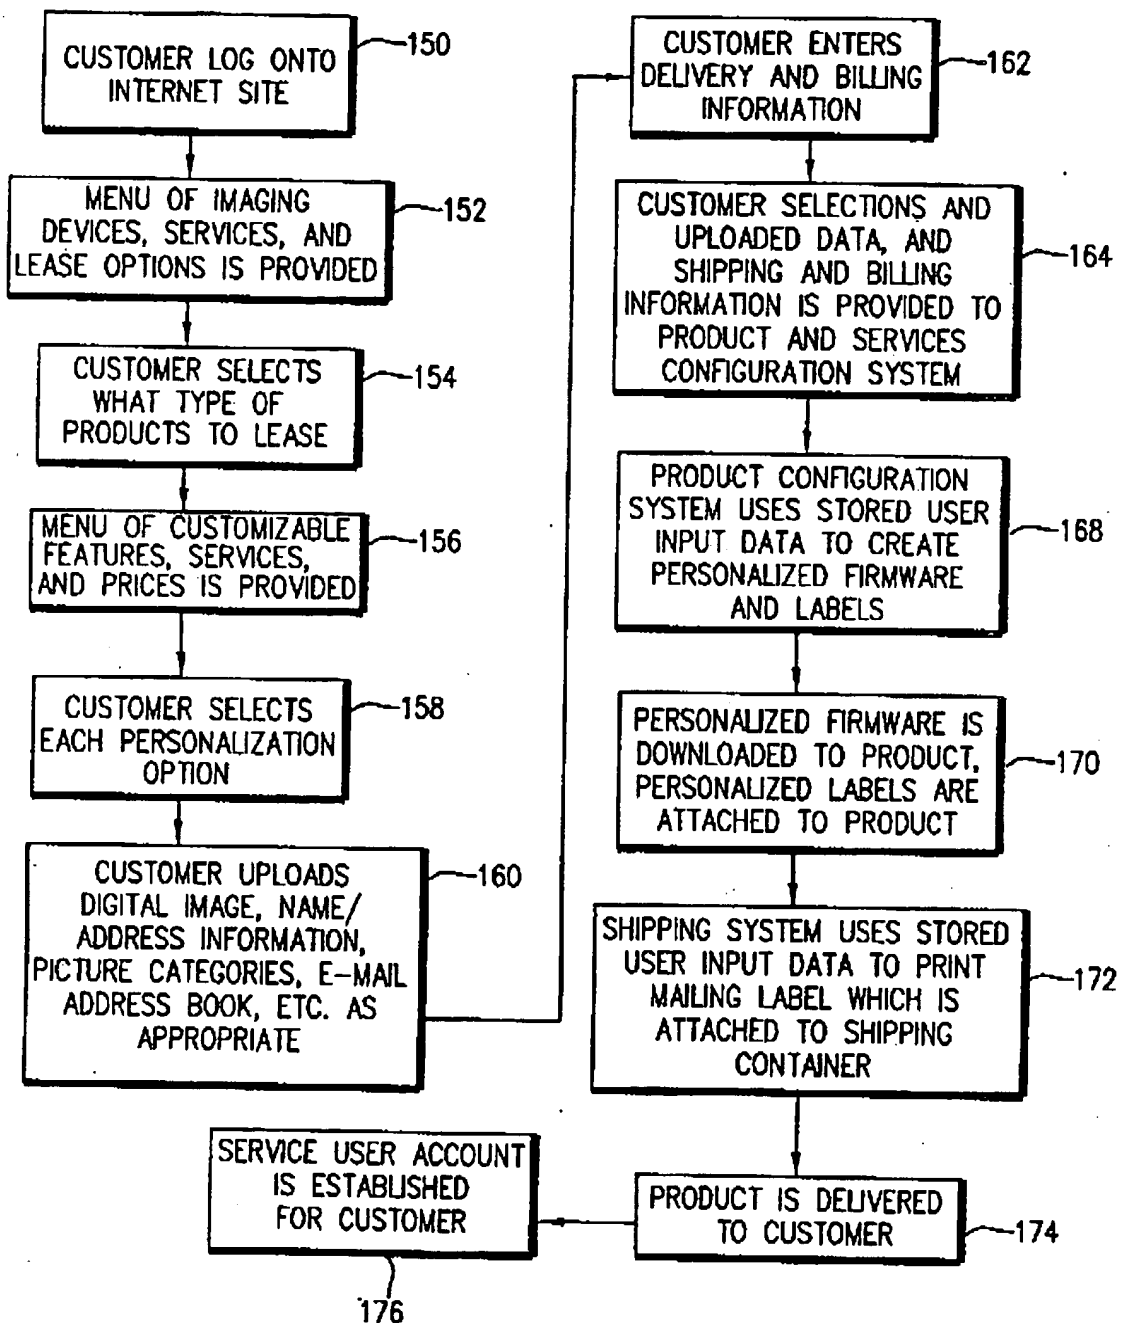 CUSTOMER LOG ONTO
INTERNET SITE
150
MENU OF IMAGING
DEVICES, SERVICES, AND
LEASE OPTIONS IS PROVIDED
152
CUSTOMER SELECTS
WHAT TYPE OF
PRODUCTS TO LEASE
154
MENU OF CUSTOMIZABLE
FEATURES, SERVICES,
AND PRICES IS PROVIDED
156
CUSTOMER SELECTS
EACH PERSONALIZATION
OPTION
158
CUSTOMER UPLOADS
DIGITAL IMAGE, NAME/
ADDRESS INFORMATION,
PICTURE CATEGORIES, E-MAIL
ADDRESS BOOK, ETC. AS
APPROPRIATE
160
CUSTOMER ENTERS
DELIVERY AND BILLING
INFORMATION
162
CUSTOMER SELECTIONS AND
UPLOADED DATA, AND
SHIPPING AND BILLING
INFORMATION IS PROVIDED TO
PRODUCT AND SERVICES
CONFIGURATION SYSTEM
164
PRODUCT CONFIGURATION
SYSTEM USES STORED USER
INPUT DATA TO CREATE
PERSONALIZED FIRMWARE
AND LABELS
168
PERSONALIZED FIRMWARE IS
DOWNLOADED TO PRODUCT,
PERSONALIZED LABELS ARE
ATTACHED TO PRODUCT
170
SHIPPING SYSTEM USES STORED
USER INPUT DATA TO PRINT
MAILING LABEL WHICH IS
ATTACHED TO SHIPPING
CONTAINER
172
PRODUCT IS DELIVERED
TO CUSTOMER
174
SERVICE USER ACCOUNT
IS ESTABLISHED
FOR CUSTOMER
176